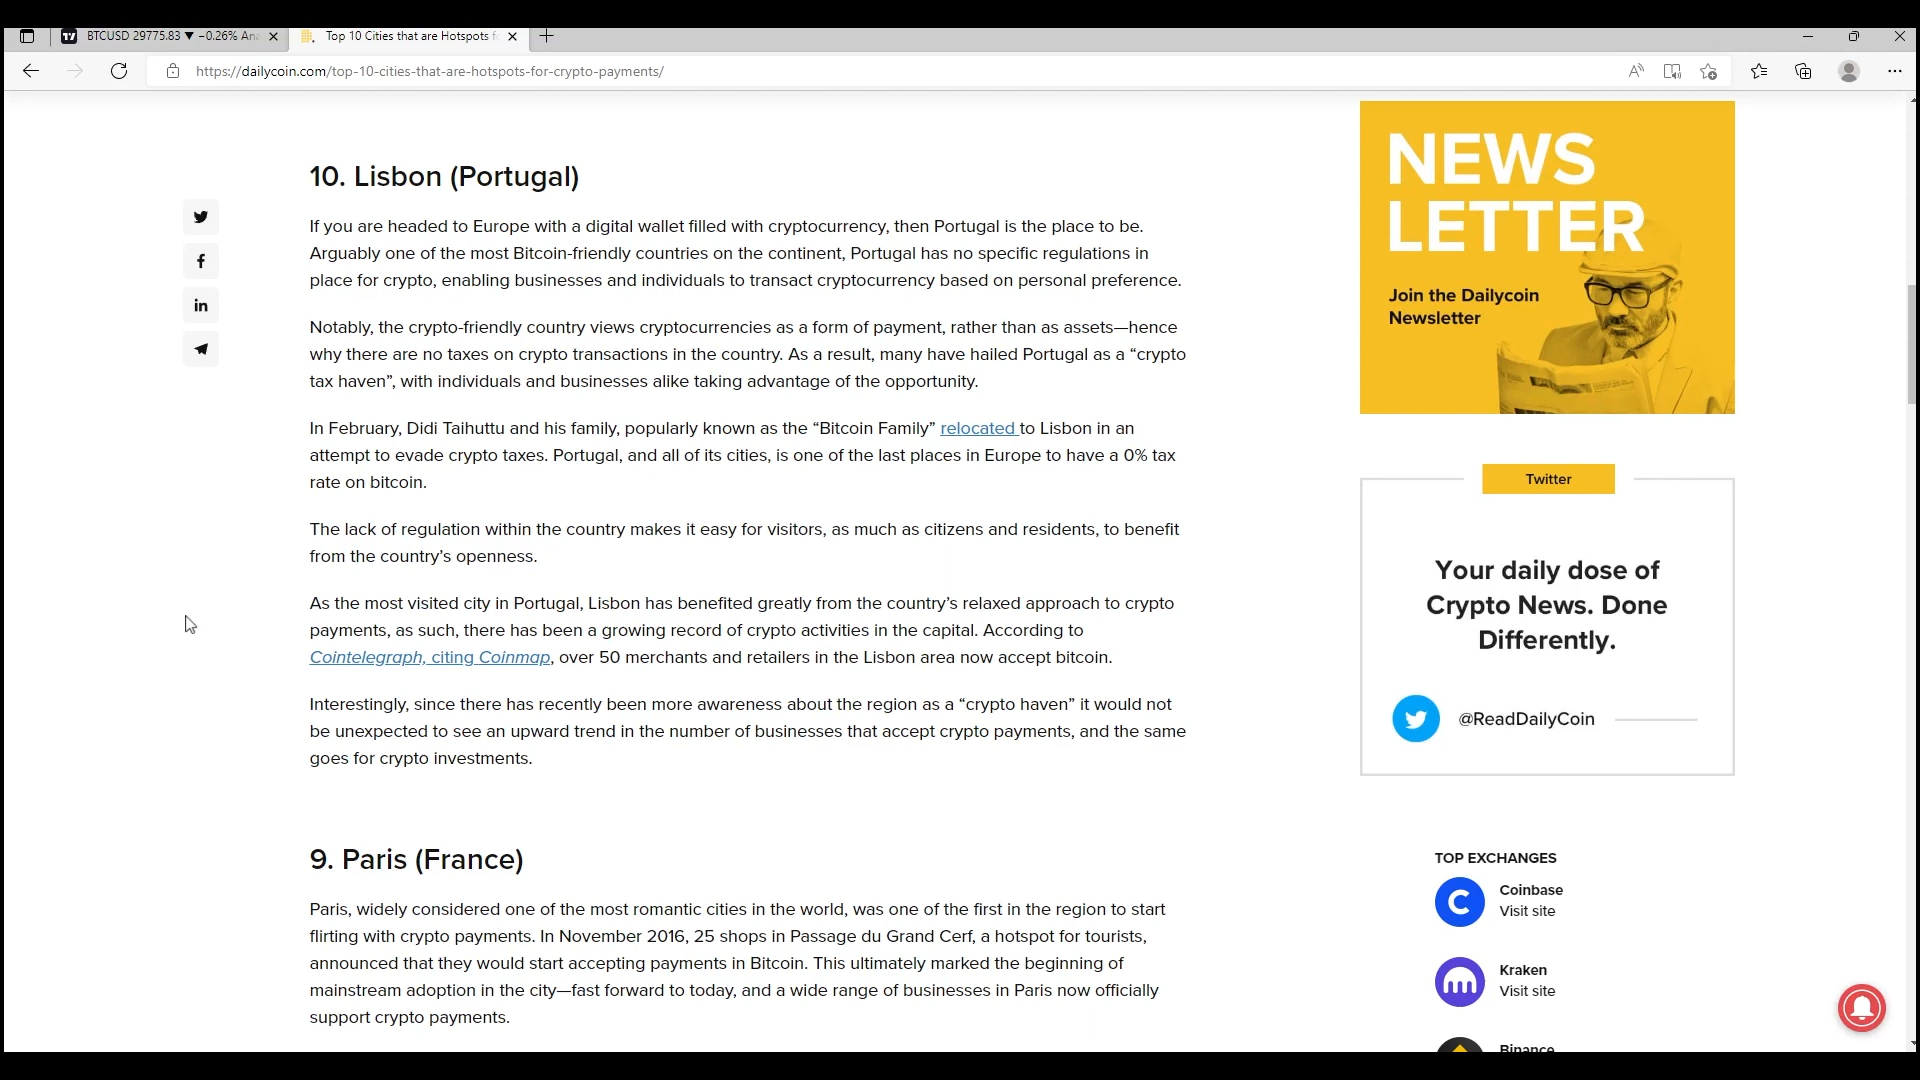 BTCUSD 29775.83 ▼ −0.26% Ana
Top 10 Cities that are Hotspots f
https://dailycoin.com/top-10-cities-that-are-hotspots-for-crypto-payments/
10. Lisbon (Portugal)
If you are headed to Europe with a digital wallet filled with cryptocurrency, then Portugal is the place to be.
Arguably one of the most Bitcoin-friendly countries on the continent, Portugal has no specific regulations in
place for crypto, enabling businesses and individuals to transact cryptocurrency based on personal preference.
Notably, the crypto-friendly country views cryptocurrencies as a form of payment, rather than as assets—hence
why there are no taxes on crypto transactions in the country. As a result, many have hailed Portugal as a “crypto
tax haven”, with individuals and businesses alike taking advantage of the opportunity.
In February, Didi Taihuttu and his family, popularly known as the “Bitcoin Family” relocated to Lisbon in an
attempt to evade crypto taxes. Portugal, and all of its cities, is one of the last places in Europe to have a 0% tax
rate on bitcoin.
The lack of regulation within the country makes it easy for visitors, as much as citizens and residents, to benefit
from the country’s openness.
As the most visited city in Portugal, Lisbon has benefited greatly from the country’s relaxed approach to crypto
payments, as such, there has been a growing record of crypto activities in the capital. According to
Cointelegraph, citing Coinmap, over 50 merchants and retailers in the Lisbon area now accept bitcoin.
Interestingly, since there has recently been more awareness about the region as a “crypto haven” it would not
be unexpected to see an upward trend in the number of businesses that accept crypto payments, and the same
goes for crypto investments.
9. Paris (France)
Paris, widely considered one of the most romantic cities in the world, was one of the first in the region to start
flirting with crypto payments. In November 2016, 25 shops in Passage du Grand Cerf, a hotspot for tourists,
announced that they would start accepting payments in Bitcoin. This ultimately marked the beginning of
mainstream adoption in the city—fast forward to today, and a wide range of businesses in Paris now officially
support crypto payments.
NEWS
LETTER
Join the Dailycoin
Newsletter
Twitter
Your daily dose of
Crypto News. Done
Differently.
@ReadDailyCoin
TOP EXCHANGES
Coinbase
Visit site
Kraken
Visit site
Binance